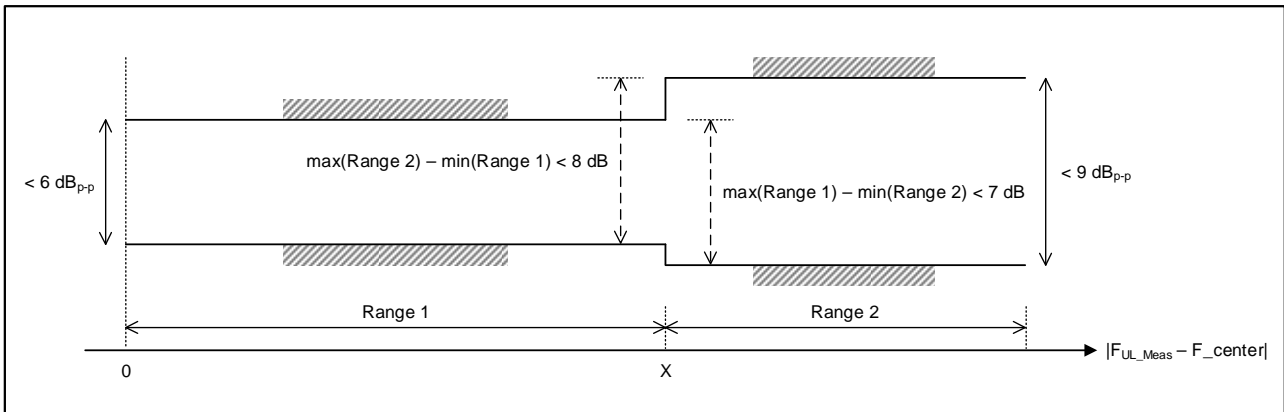 max(Range 2) – min(Range 1) < 8 dB
< 6 dBp-p
max(Range 1) – min(Range 2) < 7 dB
< 9 dBp-p
Range 1
Range 2
|FUL_Meas – F_center|
0
X